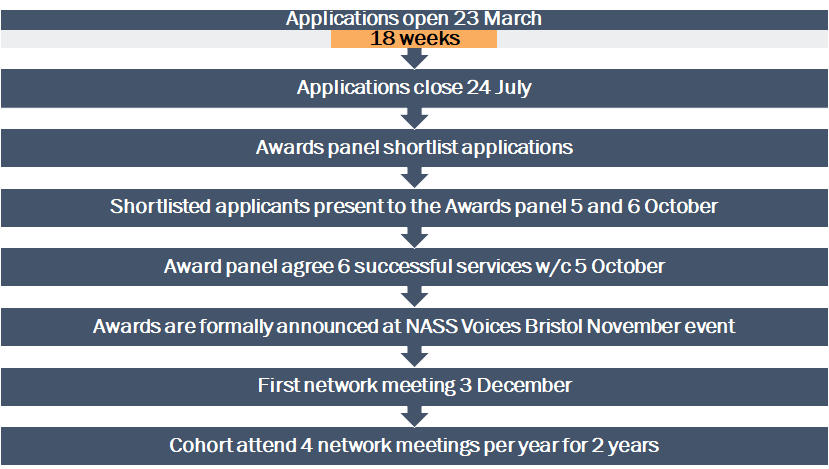 Applications open 23 March
18 weeks
Applications close 24 July
Awards panel shortlist applications
Shortlisted applicants present to the Awards panel 5 and 6 October
Award panel agree 6 successful services w/c 5 October
Awards are formally announced at NASS Voices Bristol November event
First network meeting 3 December
Cohort attend 4 network meetings per year for 2 years